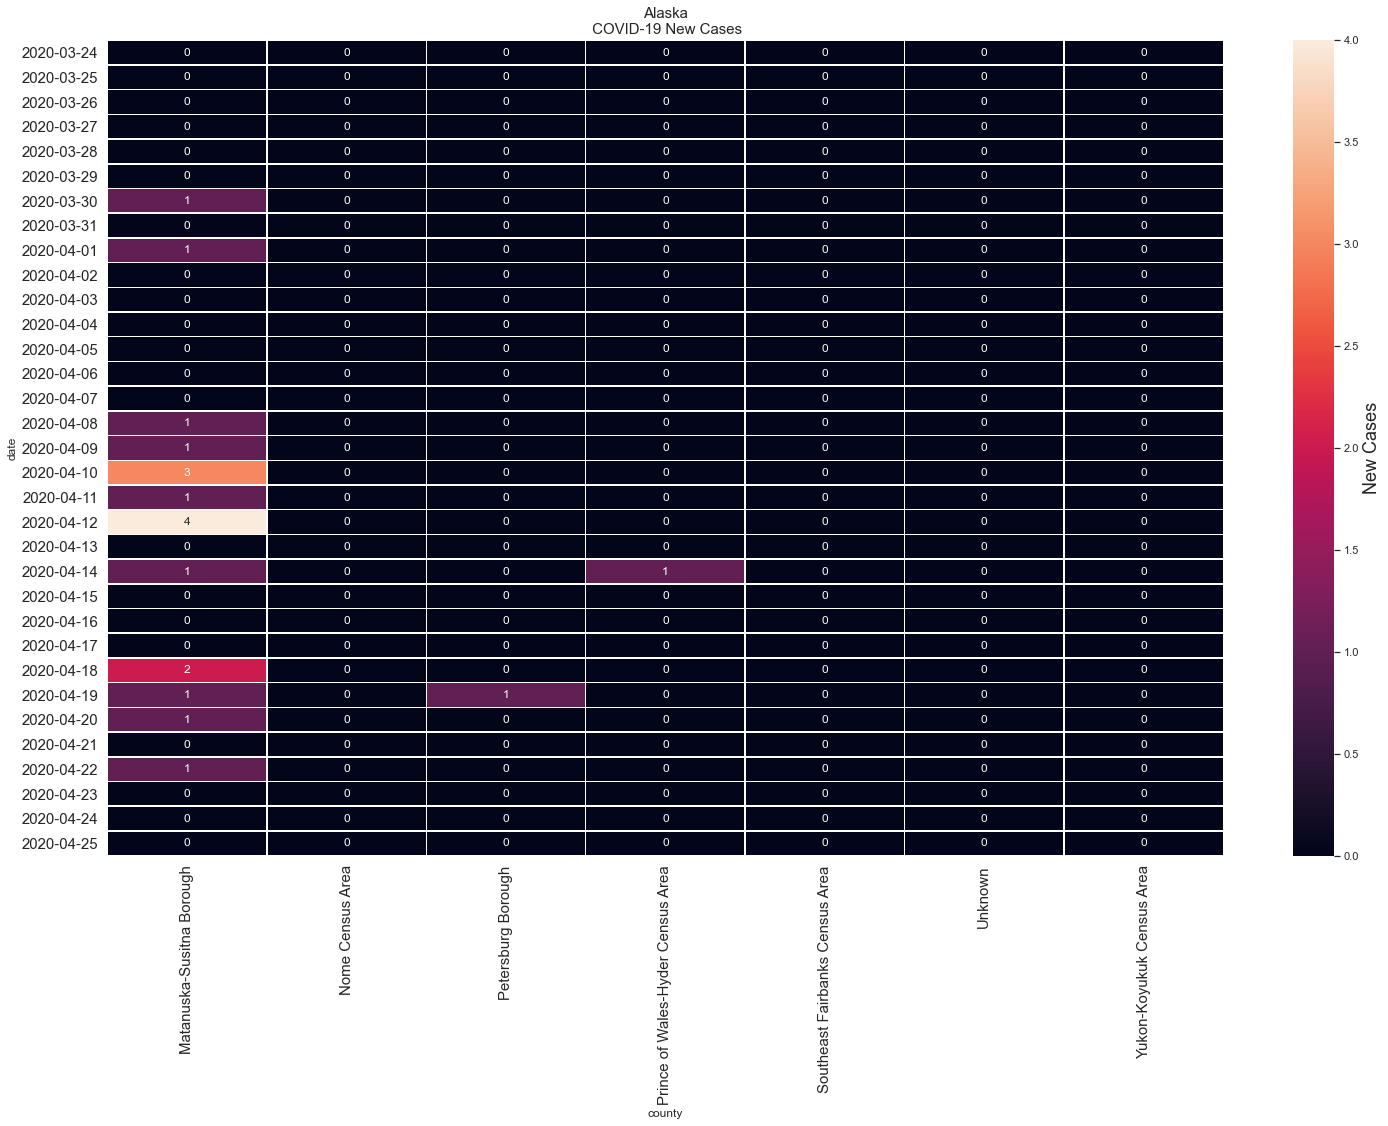 Alaska
COVID-19 New Cases
2020-03-24 0 0 0 0 0 0 0
2020-03-25 0 0 0 0 0 0 0
2020-03-26 0 0 0 0 0 0 0
2020-03-27 0 0 0 0 0 0 0
2020-03-28 0 0 0 0 0 0 0
2020-03-29 0 0 0 0 0 0 0
2020-03-30 1 0 0 0 0 0 0
2020-03-31 0 0 0 0 0 0 0
2020-04-01 1 0 0 0 0 0 0
2020-04-02 0 0 0 0 0 0 0
2020-04-03 0 0 0 0 0 0 0
2020-04-04 0 0 0 0 0 0 0
2020-04-05 0 0 0 0 0 0 0
2020-04-06 0 0 0 0 0 0 0
2020-04-07 0 0 0 0 0 0 0
2020-04-08 1 0 0 0 0 0 0
2020-04-09 1 0 0 0 0 0 0
2020-04-10 3 0 0 0 0 0 0
2020-04-11 1 0 0 0 0 0 0
2020-04-12 4 0 0 0 0 0 0
2020-04-13 0 0 0 0 0 0 0
2020-04-14 1 0 0 1 0 0 0
2020-04-15 0 0 0 0 0 0 0
2020-04-16 0 0 0 0 0 0 0
2020-04-17 0 0 0 0 0 0 0
2020-04-18 2 0 0 0 0 0 0
2020-04-19 1 0 1 0 0 0 0
2020-04-20 1 0 0 0 0 0 0
2020-04-21 0 0 0 0 0 0 0
2020-04-22 1 0 0 0 0 0 0
2020-04-23 0 0 0 0 0 0 0
2020-04-24 0 0 0 0 0 0 0
2020-04-25 0 0 0 0 0 0 0
date
Matanuska-Susitna Borough
Nome Census Area
Petersburg Borough
Prince of Wales-Hyder Census Area
Southeast Fairbanks Census Area
Unknown
Yukon-Koyukuk Census Area
county
4.0
3.5
3.0
2.5
2.0
1.5
1.0
0.5
0.0
New Cases